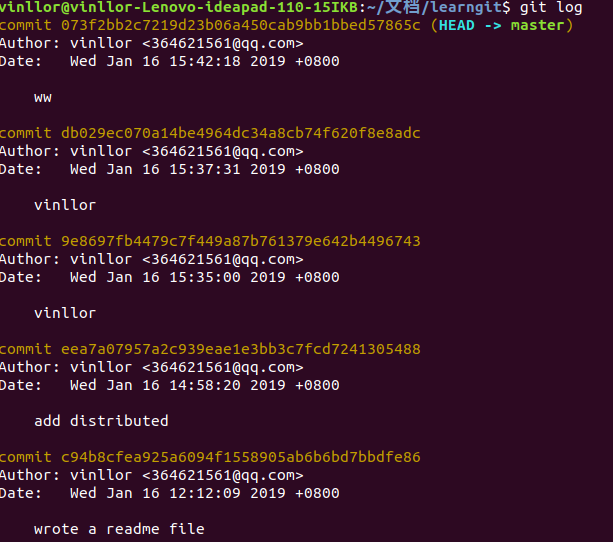 vinllor@vinllor-Lenovo-ideapad-110-15IKB:~/文档/learngit$ git log
commit 073f2bb2c7219d23b06a450cab9bb1bbed57865c (HEAD -> master)
Author: vinllor <364621561@qq.com>
Date:   Wed Jan 16 15:42:18 2019 +0800
    ww
commit db029ec070a14be4964dc34a8cb74f620f8e8adc
Author: vinllor <364621561@qq.com>
Date:   Wed Jan 16 15:37:31 2019 +0800
    vinllor
commit 9e8697fb4479c7f449a87b761379e642b4496743
Author: vinllor <364621561@qq.com>
Date:   Wed Jan 16 15:35:00 2019 +0800
    vinllor
commit eea7a07957a2c939eae1e3bb3c7fcd7241305488
Author: vinllor <364621561@qq.com>
Date:   Wed Jan 16 14:58:20 2019 +0800
    add distributed
commit c94b8cfea925a6094f1558905ab6b6bd7bbdfe86
Author: vinllor <364621561@qq.com>
Date:   Wed Jan 16 12:12:09 2019 +0800
    wrote a readme file